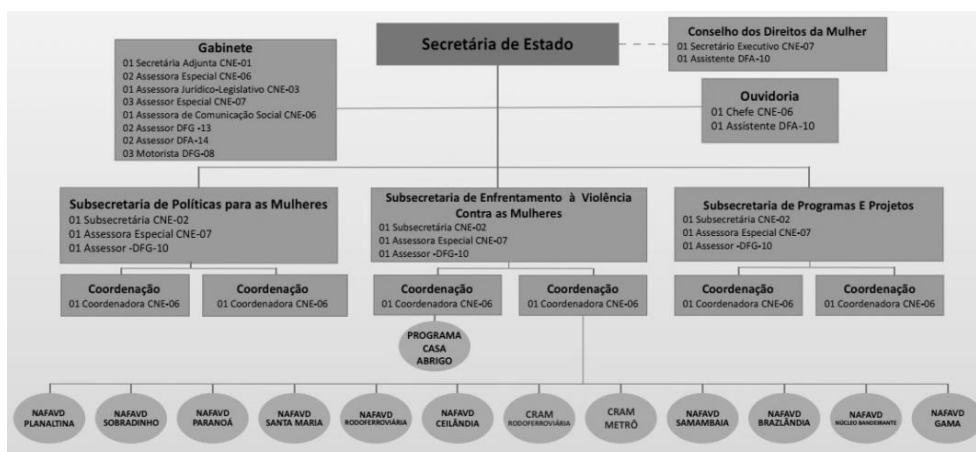 Secretária de Estado
Conselho dos Direitos da Mulher
01 Secretário Executivo CNE-07
01 Assistente DFA-10
Gabinete
01 Secretária Adjunta CNE-01
02 Assessora Especial CNE-06
01 Assessora Jurídico-Legislativo CNE-03
03 Assessor Especial CNE-07
01 Assessora de Comunicação Social CNE-06
02 Assessor DFG -13
02 Assessor DFA-14
03 Motorista DFG-08
Ouvidoria
01 Chefe CNE-06
01 Assistente DFA-10
Subsecretaria de Políticas para as Mulheres
01 Subsecretária CNE-02
01 Assessora Especial CNE-07
01 Assessor -DFG-10
Subsecretaria de Enfrentamento à Violência
Contra as Mulheres
01 Subsecretária CNE-02
01 Assessora Especial CNE-07
01 Assessor -DFG-10
Subsecretaria de Programas E Projetos
01 Subsecretária CNE-02
01 Assessora Especial CNE-07
01 Assessor -DFG-10
Coordenação
01 Coordenadora CNE-06
Coordenação
01 Coordenadora CNE-06
Coordenação
01 Coordenadora CNE-06
Coordenação
01 Coordenadora CNE-06
Coordenação
01 Coordenadora CNE-06
Coordenação
01 Coordenadora CNE-06
PROGRAMA
CASA
ABRIGO
NAFAVD
PLANALTINA
NAFAVD
SOBRADINHO
NAFAVD
PARANOÁ
NAFAVD
SANTA MARIA
NAFAVD
RODOFERROVIÁRIA
NAFAVD
CEILÂNDIA
CRAM
RODOFERROVIÁRIA
CRAM
METRÔ
NAFAVD
SAMAMBAIA
NAFAVD
BRAZLÂNDIA
NAFAVD
NÚCLEO BANDEIRANTE
NAFAVD
GAMA